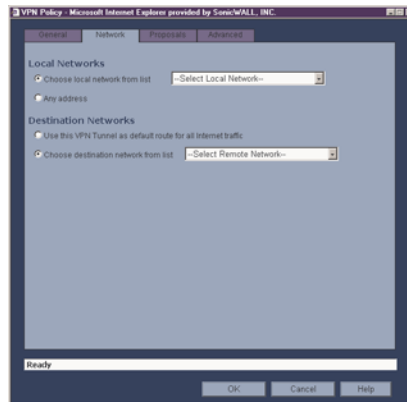 VPN Policy - Microsoft Internet Explorer provided by SonicWALL, INC.
General Network Proposals Advanced
Local Networks
Choose local network from list --Select Local Network--
Any address
Destination Networks
Use this VPN Tunnel as default route for all Internet traffic
Choose destination network from list --Select Remote Network--
Ready
OK Cancel Help